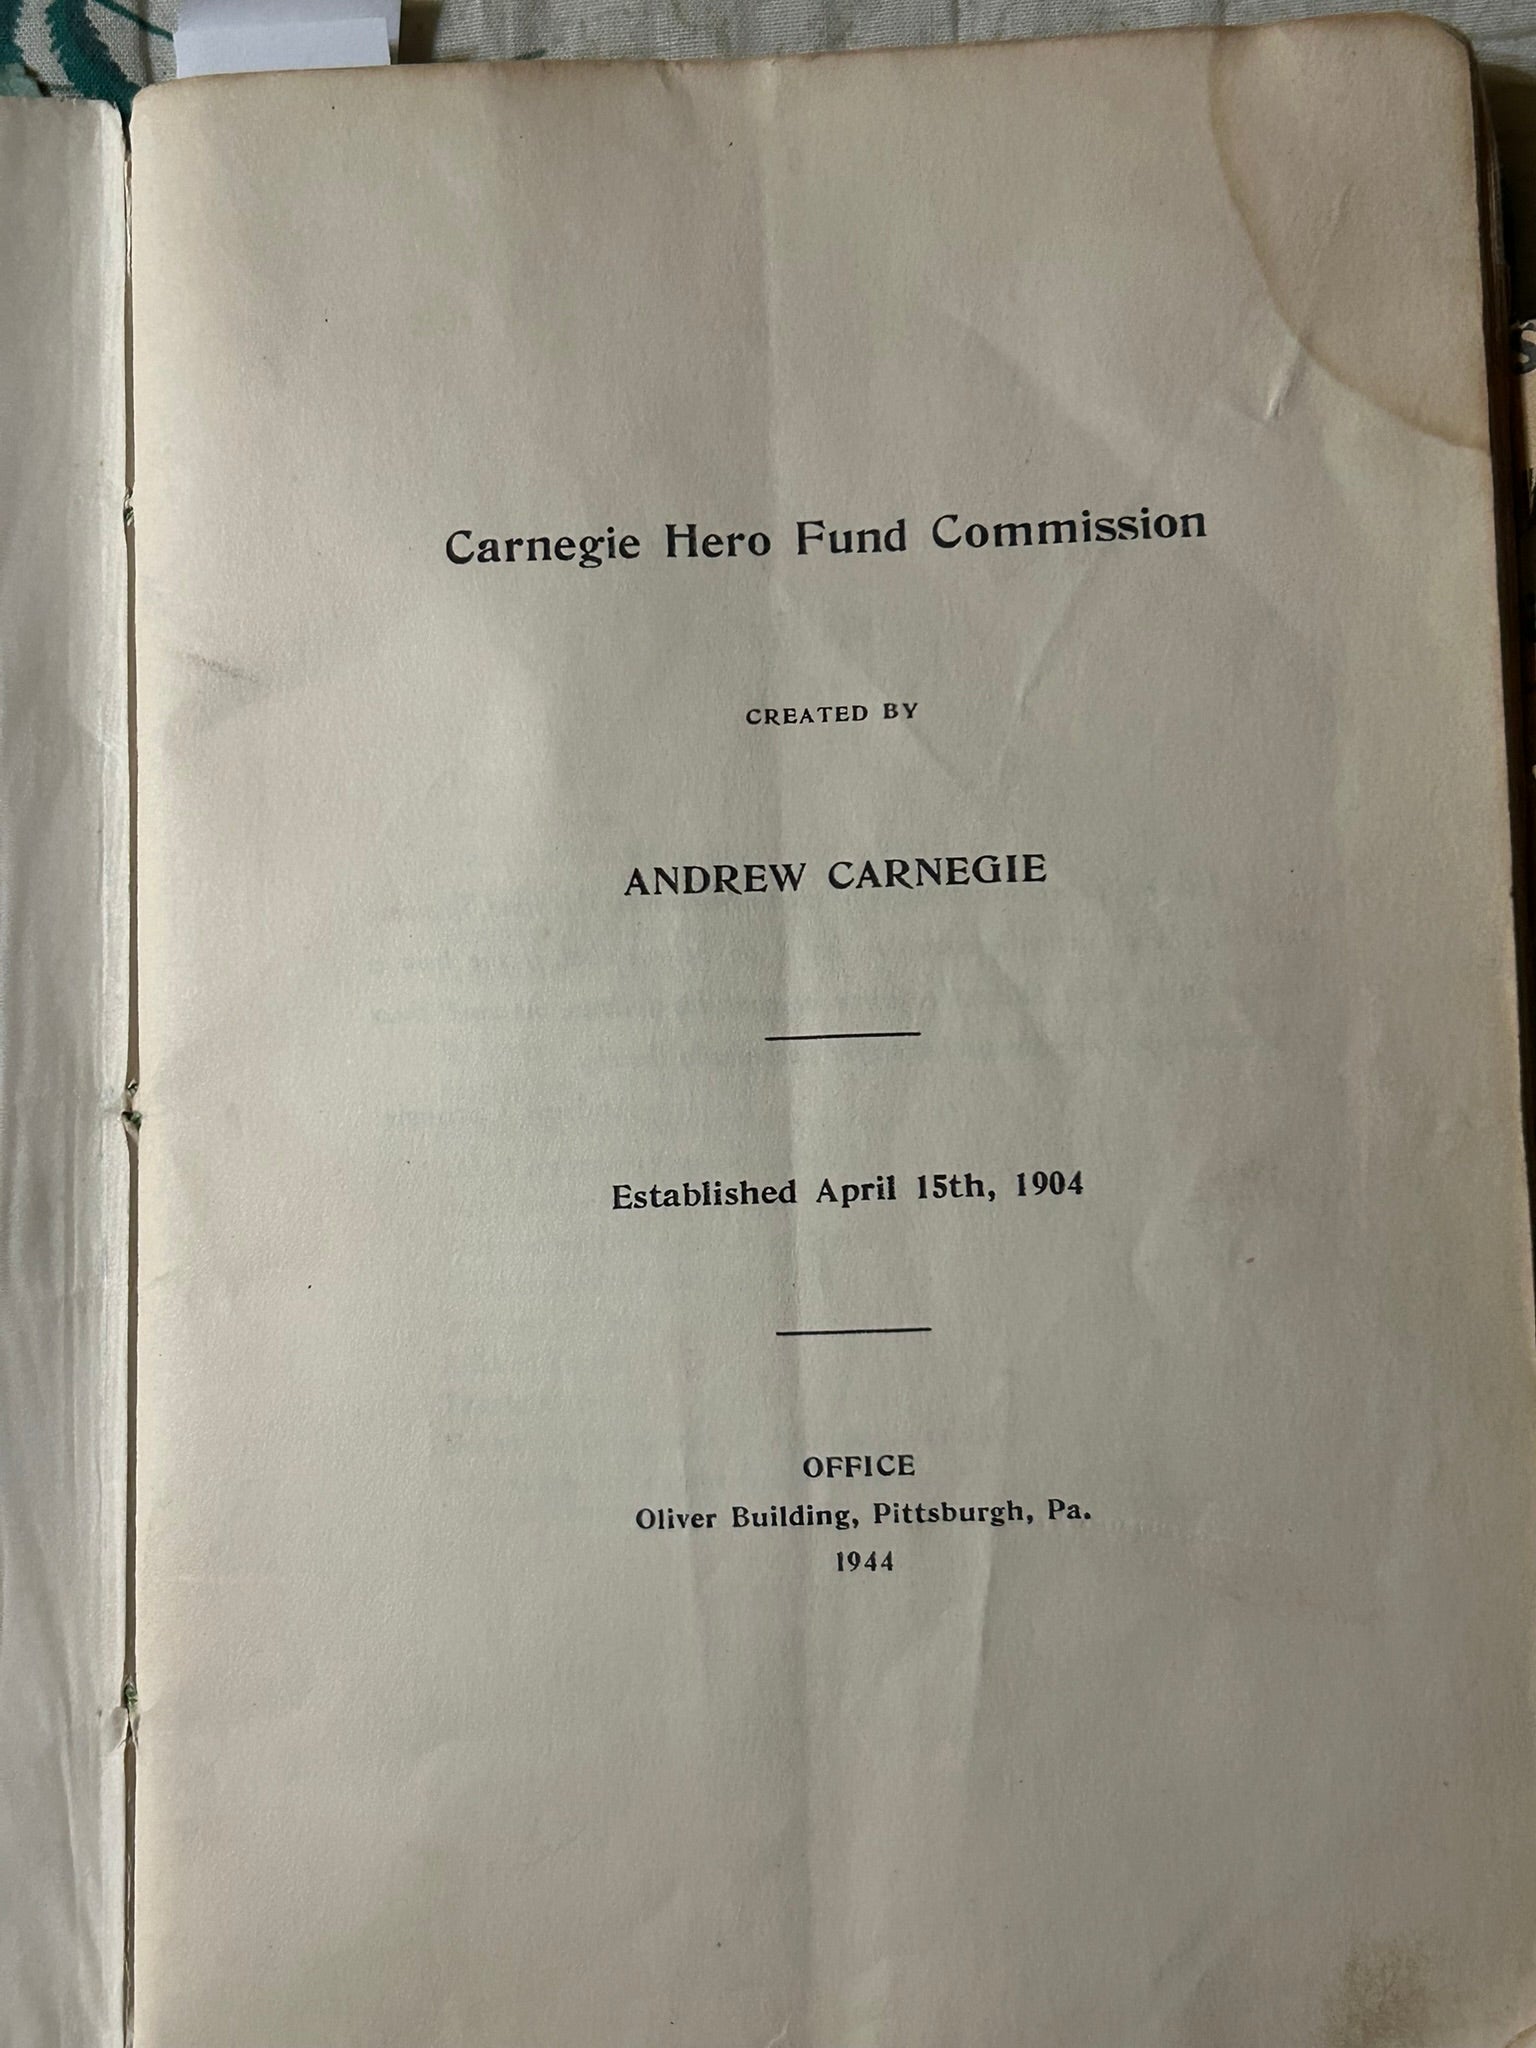 Carnegie Hero Fund Commission
CREATED BY
ANDREW CARNEGIE
Established April 15th, 1904
OFFICE
Oliver Building, Pittsburgh, Pa.
1944